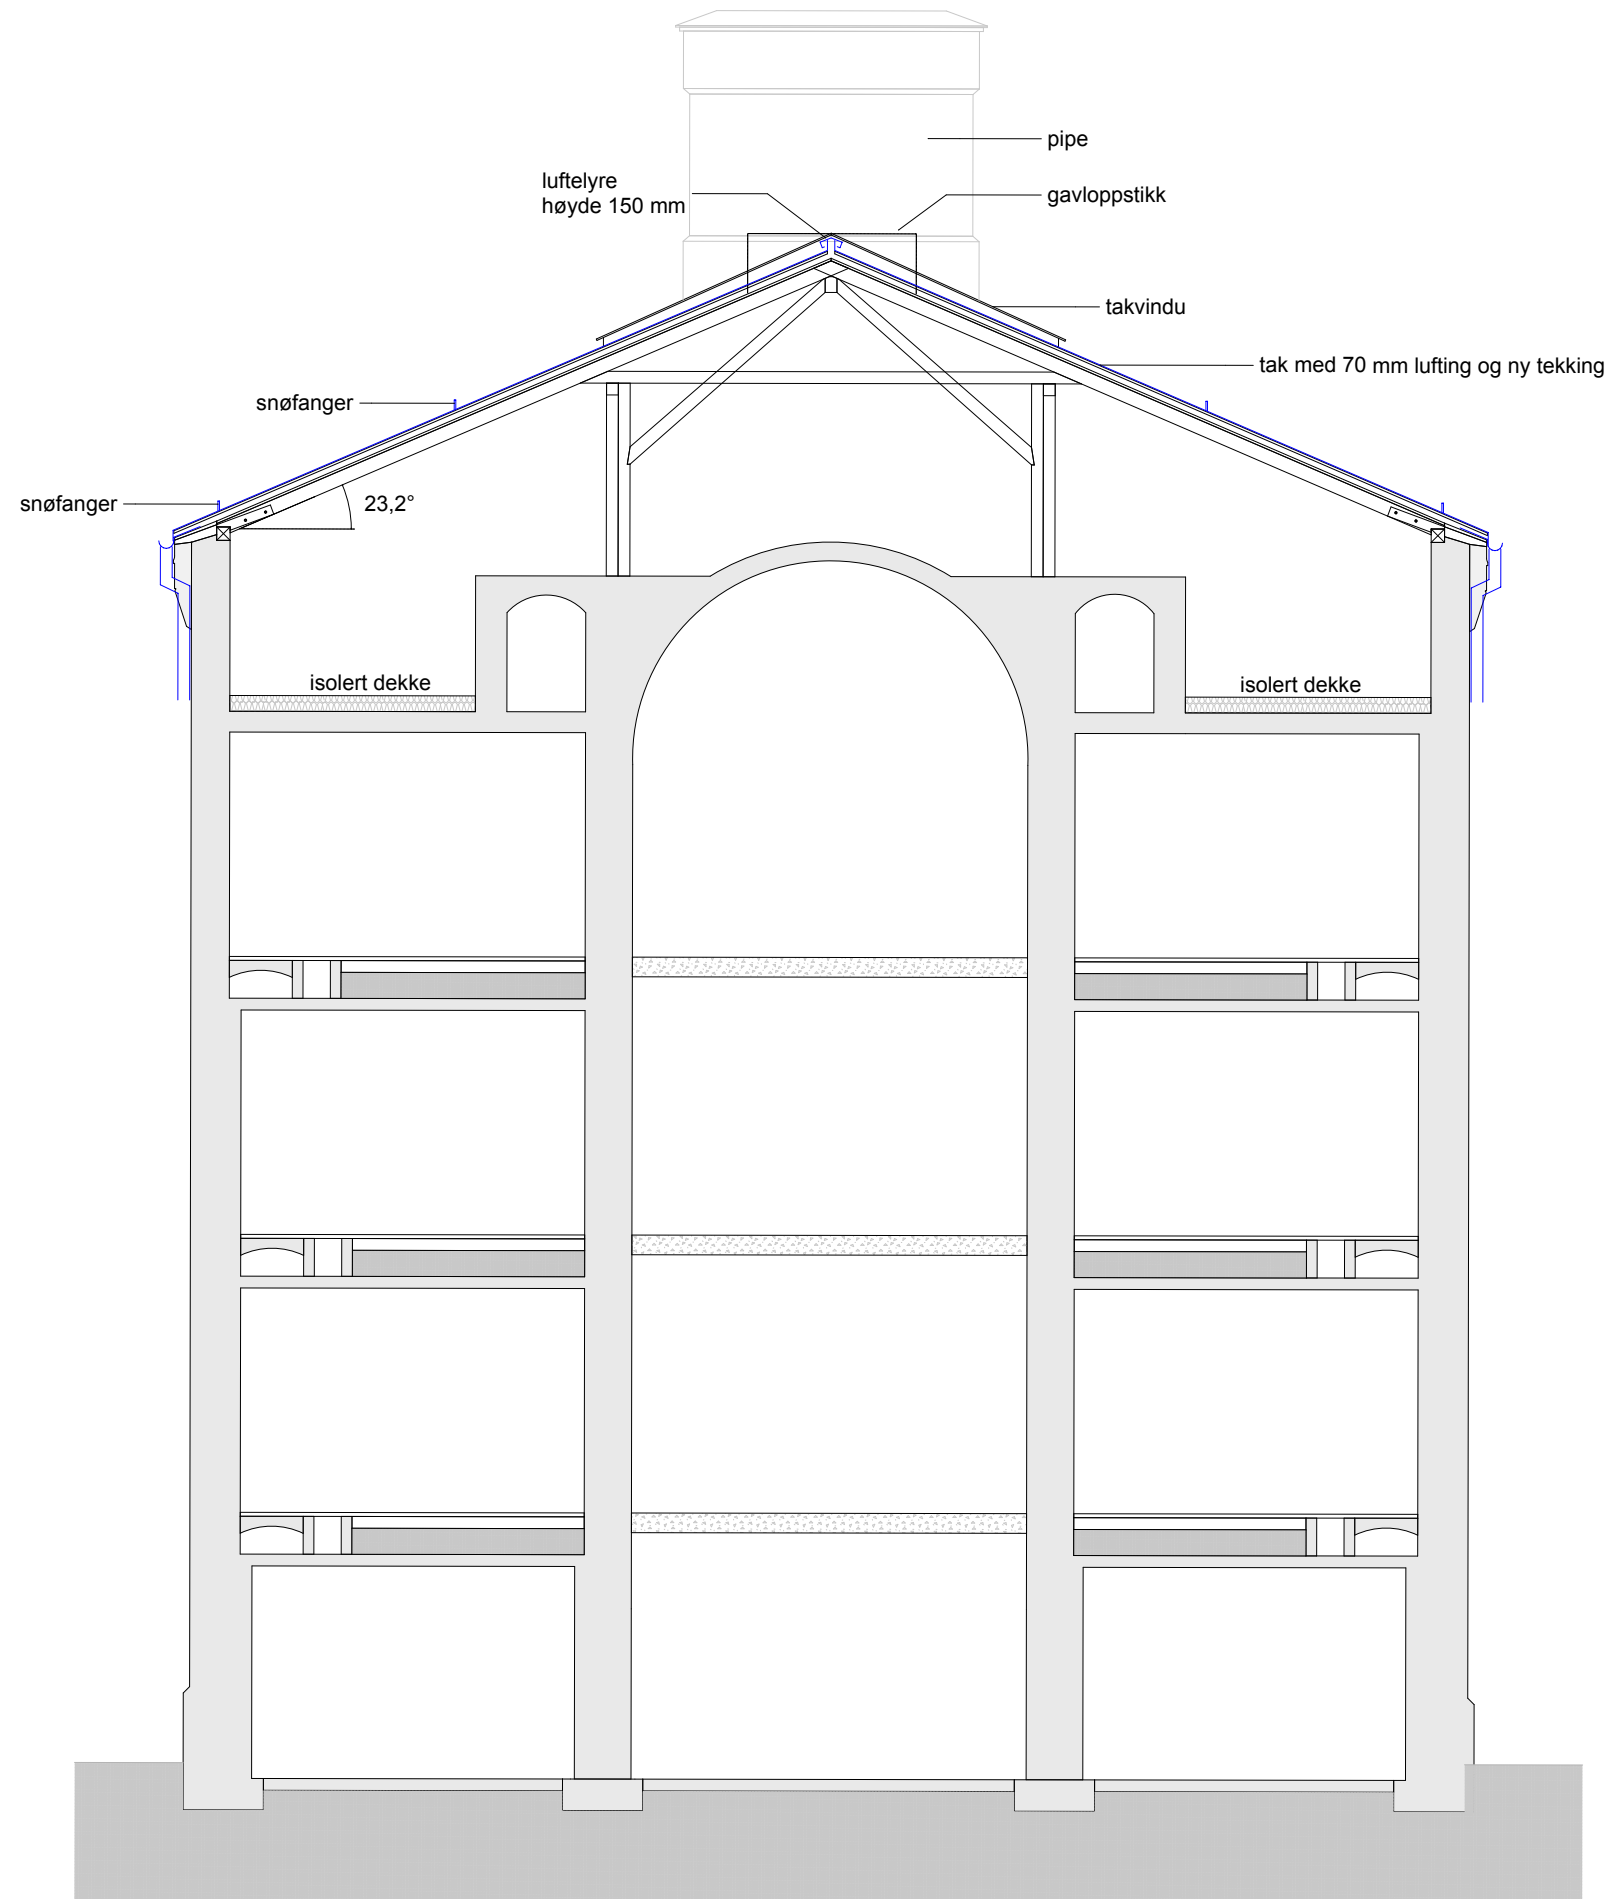 pipe
luftelyre
høyde 150 mm
gavloppstikk
takvindu
tak med 70 mm lufting og ny tekking
snøfanger
snøfanger
23,2°
isolert dekke
isolert dekke